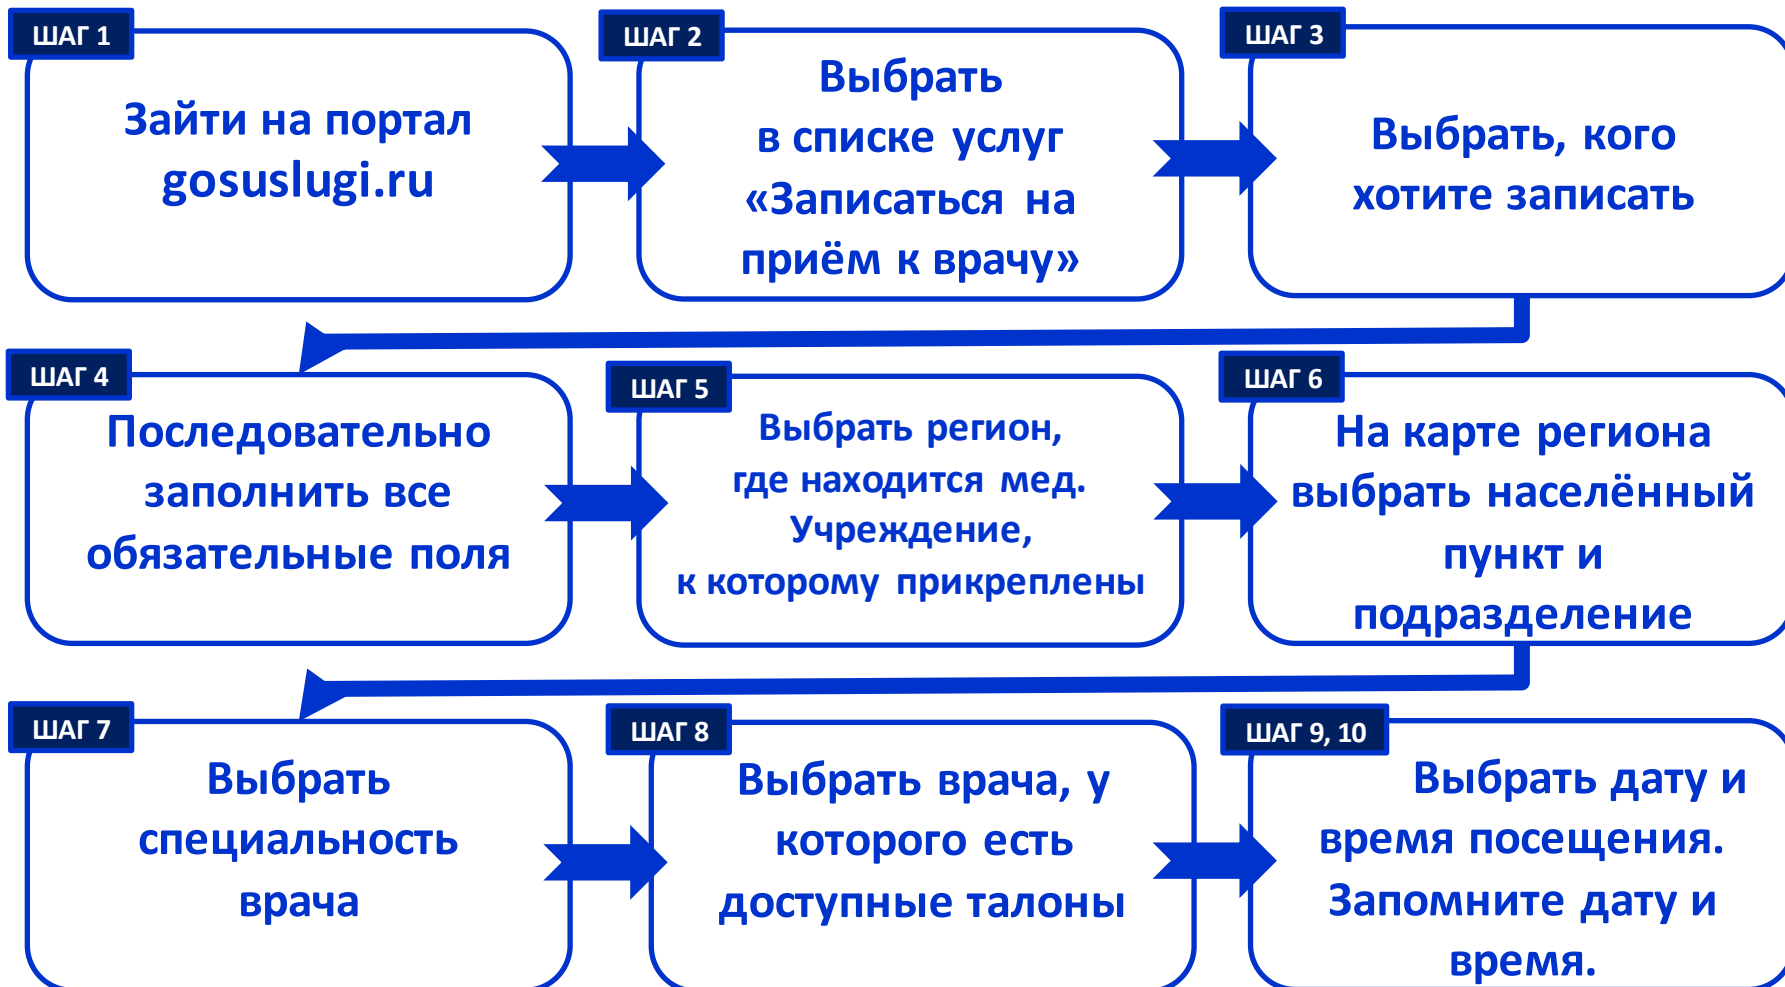 ШАГ 1
Зайти на портал
gosuslugi.ru
ШАГ 2
Выбрать
в списке услуг
«Записаться на
приём к врачу»
ШАГ 3
Выбрать, кого
хотите записать
ШАГ 4
Последовательно
заполнить все
обязательные поля
ШАГ 5
Выбрать регион,
где находится мед.
Учреждение,
к которому прикреплены
ШАГ 6
На карте региона
выбрать населённый
пункт и
подразделение
ШАГ 7
Выбрать
специальность
врача
ШАГ 8
Выбрать врача, у
которого есть
доступные талоны
ШАГ 9, 10
Выбрать дату и
время посещения.
Запомните дату и
время.